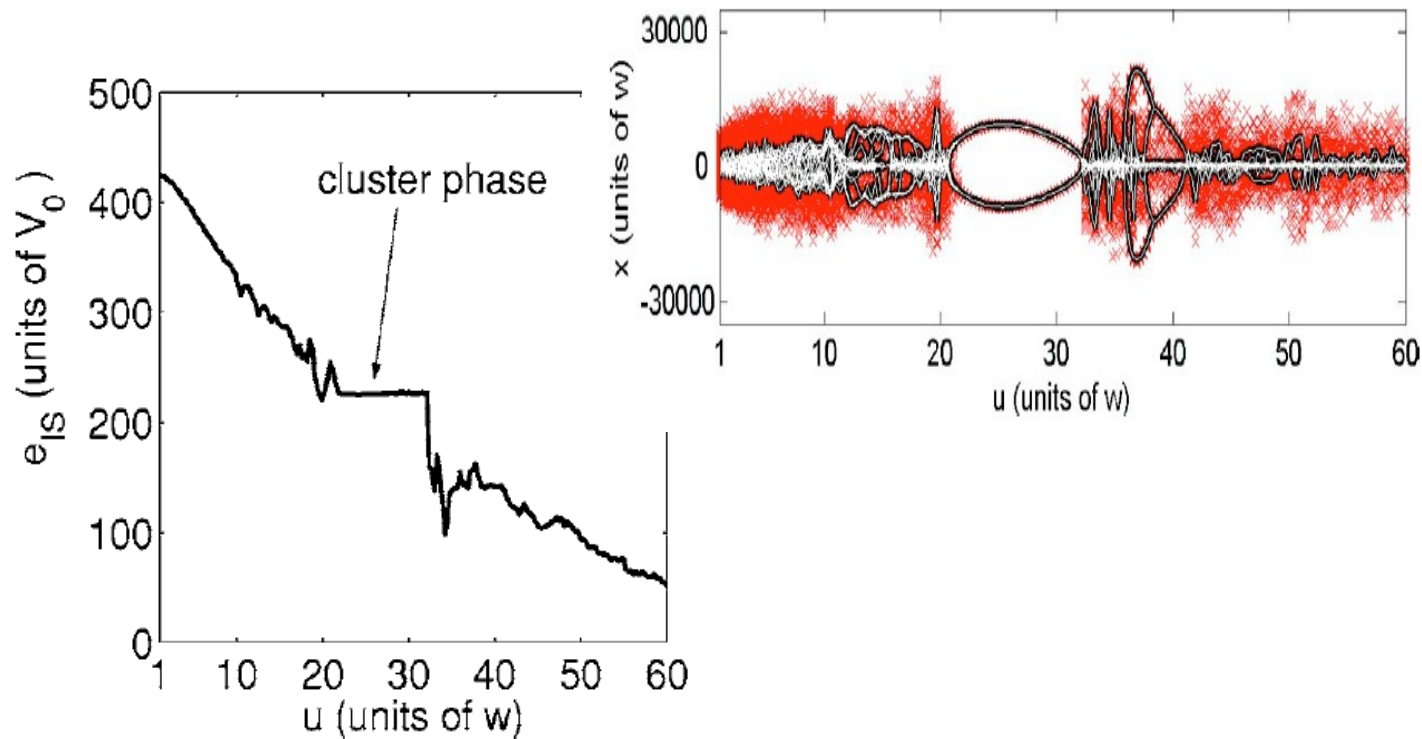 500
400
300
200
100
0
e_IS (units of V_0)
cluster phase
1 10 20 30 40 50 60
u (units of w)
30000
0
-30000
x (units of w)
1 10 20 30 40 50 60
u (units of w)